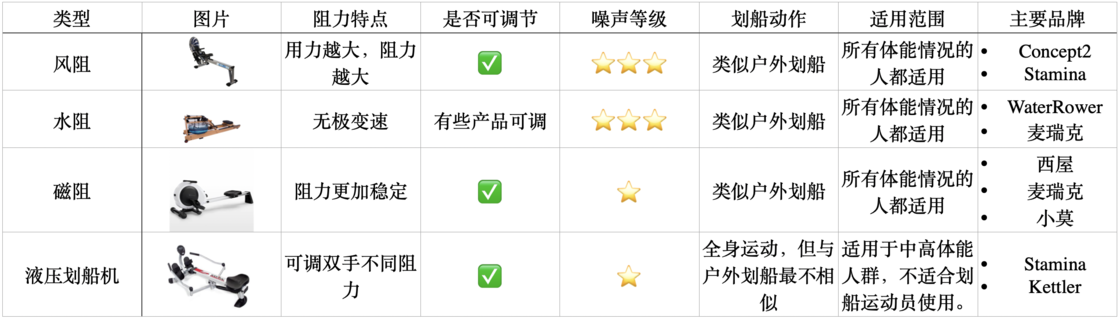 类型 图片 阻力特点 是否可调节 噪声等级 划船动作 适用范围 主要品牌
风阻 用力越大，阻力越大 ✅ ⭐⭐⭐ 类似户外划船 所有体能情况的人都适用 • Concept2 • Stamina
水阻 无极变速 有些产品可调 ⭐⭐⭐ 类似户外划船 所有体能情况的人都适用 • WaterRower • 麦瑞克
磁阻 阻力更加稳定 ✅ ⭐ 类似户外划船 所有体能情况的人都适用 • 西屋 • 麦瑞克 • 小莫
液压划船机 可调双手不同阻力 ✅ ⭐ 全身运动，但与户外划船最不相似 适用于中高体能人群，不适合划船运动员使用。 • Stamina • Kettler